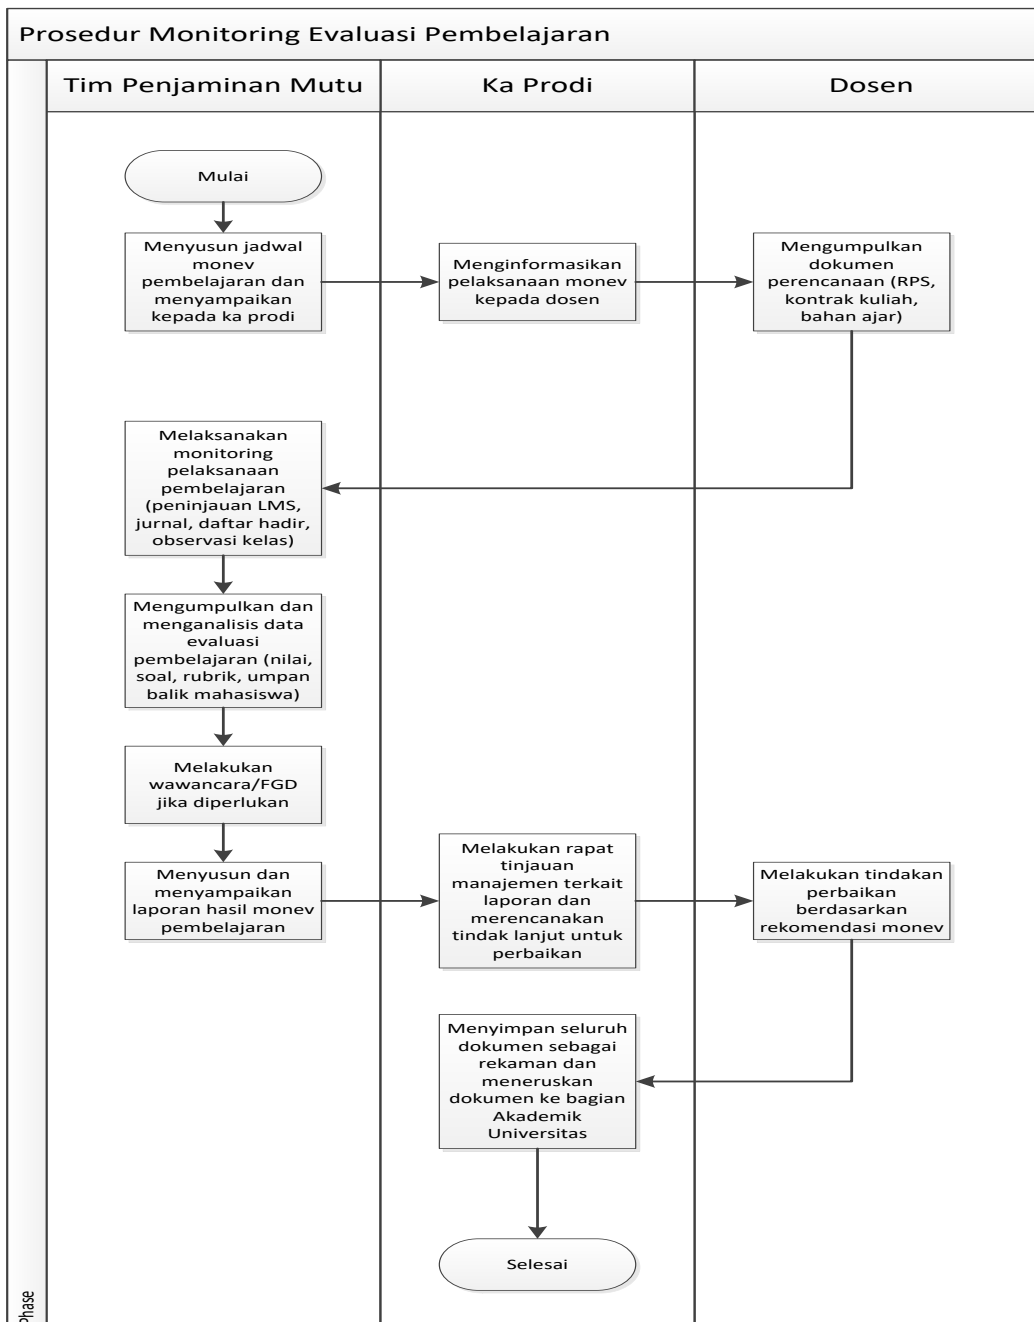 Prosedur Monitoring Evaluasi Pembelajaran
Tim Penjaminan Mutu
Ka Prodi
Dosen
Mulai
Menyusun jadwal
monev
pembelajaran dan
menyampaikan
kepada ka prodi
Menginformasikan
pelaksanaan monev
kepada dosen
Mengumpulkan
dokumen
perencanaan (RPS,
kontrak kuliah,
bahan ajar)
Melaksanakan
monitoring
pelaksanaan
pembelajaran
(peninjauan LMS,
jurnal, daftar hadir,
observasi kelas)
Mengumpulkan dan
menganalisis data
evaluasi
pembelajaran (nilai,
soal, rubrik, umpan
balik mahasiswa)
Melakukan
wawancara/FGD
jika diperlukan
Menyusun dan
menyampaikan
laporan hasil monev
pembelajaran
Melakukan rapat
tinjauan
manajemen terkait
laporan dan
merencanakan
tindak lanjut untuk
perbaikan
Melakukan tindakan
perbaikan
berdasarkan
rekomendasi monev
Menyimpan seluruh
dokumen sebagai
rekaman dan
meneruskan
dokumen ke bagian
Akademik
Universitas
Selesai
Phase